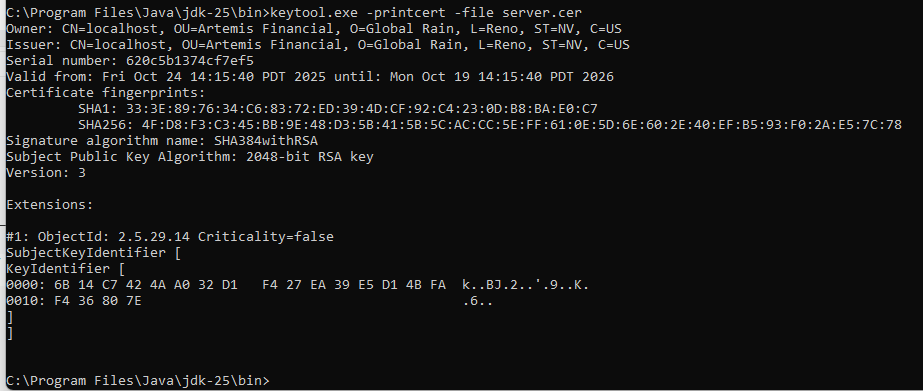 C:\Program Files\Java\jdk-25\bin>keytool.exe -printcert -file server.cer
Owner: CN=localhost, OU=Artemis Financial, O=Global Rain, L=Reno, ST=NV, C=US
Issuer: CN=localhost, OU=Artemis Financial, O=Global Rain, L=Reno, ST=NV, C=US
Serial number: 620c5b1374cf7ef5
Valid from: Fri Oct 24 14:15:40 PDT 2025 until: Mon Oct 19 14:15:40 PDT 2026
Certificate fingerprints:
         SHA1: 33:3E:89:76:34:C6:83:72:ED:39:4D:CF:92:C4:23:0D:B8:BA:E0:C7
         SHA256: 4F:D8:F3:C3:45:BB:9E:48:D3:5B:41:5B:5C:AC:CC:5E:FF:61:0E:5D:6E:60:2E:40:EF:B5:93:F0:2A:E5:7C:78
Signature algorithm name: SHA384withRSA
Subject Public Key Algorithm: 2048-bit RSA key
Version: 3

Extensions:

#1: ObjectId: 2.5.29.14 Criticality=false
SubjectKeyIdentifier [
KeyIdentifier [
0000: 6B 14 C7 42 4A A0 32 D1   F4 27 EA 39 E5 D1 4B FA  k..BJ.2..'.9..K.
0010: F4 36 80 7E                                        .6..
]
]

C:\Program Files\Java\jdk-25\bin>